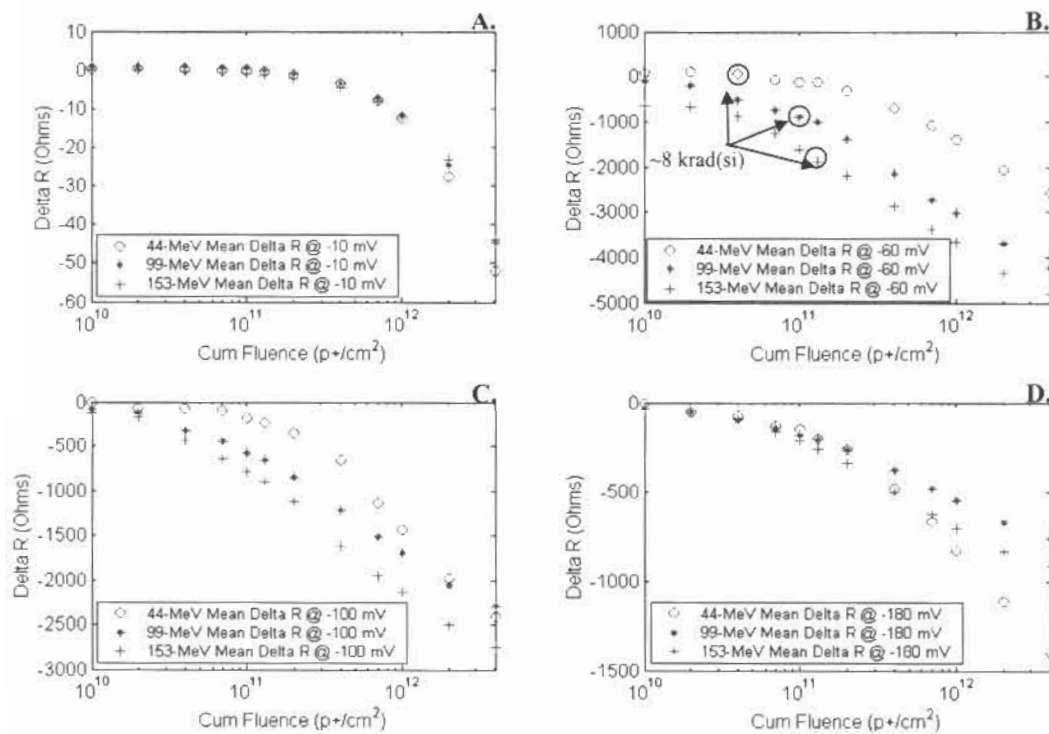 A.
10
0
-10
-20
-30
-40
-50
-60
Delta R (Ohms)
44-MeV Mean Delta R @ -10 mV
99-MeV Mean Delta R @ -10 mV
153-MeV Mean Delta R @ -10 mV
10^10
10^11
10^12
Cum Fluence (p+/cm^2)
B.
1000
0
-1000
-2000
-3000
-4000
-5000
Delta R (Ohms)
~8 krad(si)
44-MeV Mean Delta R @ -60 mV
99-MeV Mean Delta R @ -60 mV
153-MeV Mean Delta R @ -60 mV
10^10
10^11
10^12
Cum Fluence (p+/cm^2)
C.
0
-500
-1000
-1500
-2000
-2500
-3000
Delta R (Ohms)
44-MeV Mean Delta R @ -100 mV
99-MeV Mean Delta R @ -100 mV
153-MeV Mean Delta R @ -100 mV
10^10
10^11
10^12
Cum Fluence (p+/cm^2)
D.
0
-500
-1000
-1500
Delta R (Ohms)
44-MeV Mean Delta R @ -180 mV
99-MeV Mean Delta R @ -180 mV
153-MeV Mean Delta R @ -180 mV
10^10
10^11
10^12
Cum Fluence (p+/cm^2)